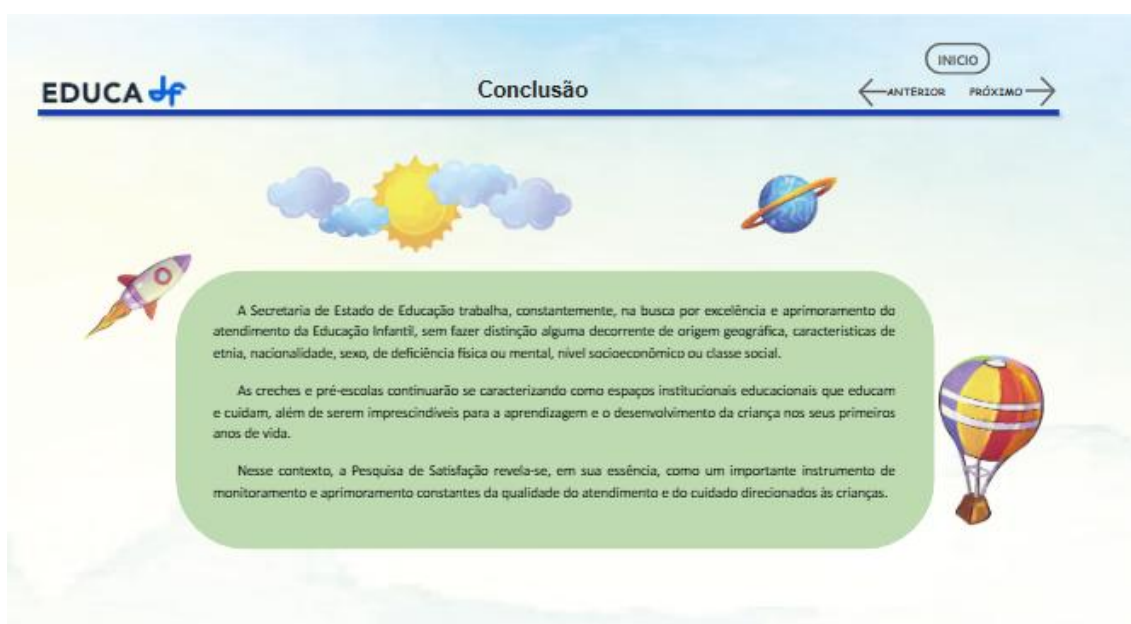 INICIO
EDUCA df
Conclusão
ANTERIOR PRÓXIMO
A Secretaria de Estado de Educação trabalha, constantemente, na busca por excelência e aprimoramento do
atendimento da Educação Infantil, sem fazer distinção alguma decorrente de origem geográfica, características de
etnia, nacionalidade, sexo, de deficiência física ou mental, nível socioeconômico ou classe social.
As creches e pré-escolas continuarão se caracterizando como espaços institucionais educacionais que educam
e cuidam, além de serem imprescindíveis para a aprendizagem e o desenvolvimento da criança nos seus primeiros
anos de vida.
Nesse contexto, a Pesquisa de Satisfação revela-se, em sua essência, como um importante instrumento de
monitoramento e aprimoramento constantes da qualidade do atendimento e do cuidado direcionados às crianças.